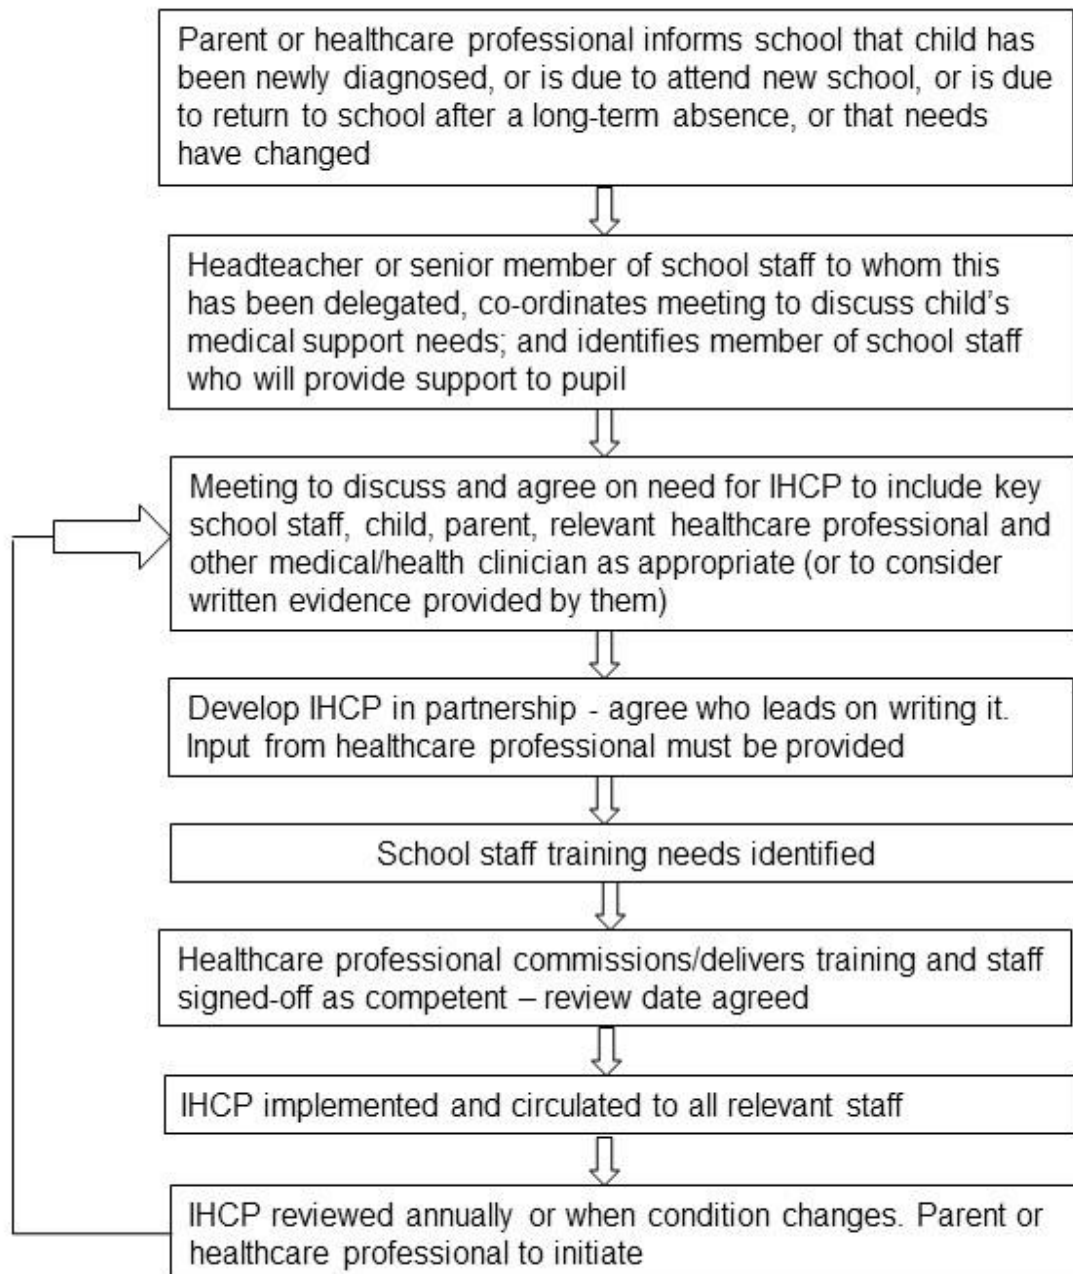 Parent or healthcare professional informs school that child has
been newly diagnosed, or is due to attend new school, or is due
to return to school after a long-term absence, or that needs
have changed
Headteacher or senior member of school staff to whom this
has been delegated, co-ordinates meeting to discuss child’s
medical support needs; and identifies member of school staff
who will provide support to pupil
Meeting to discuss and agree on need for IHCP to include key
school staff, child, parent, relevant healthcare professional and
other medical/health clinician as appropriate (or to consider
written evidence provided by them)
Develop IHCP in partnership - agree who leads on writing it.
Input from healthcare professional must be provided
School staff training needs identified
Healthcare professional commissions/delivers training and staff
signed-off as competent – review date agreed
IHCP implemented and circulated to all relevant staff
IHCP reviewed annually or when condition changes. Parent or
healthcare professional to initiate